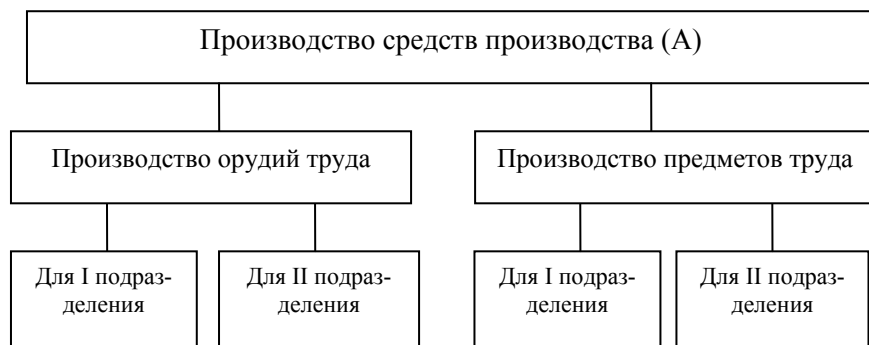 Производство средств производства (А)
Производство орудий труда
Производство предметов труда
Для I подраз-
деления
Для II подраз-
деления
Для I подраз-
деления
Для II подраз-
деления